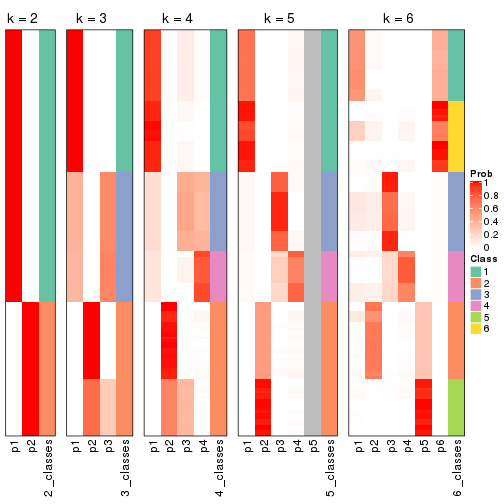 k = 2
k = 3
k = 4
k = 5
k = 6
p1
p2
2_classes
p1
p2
p3
3_classes
p1
p2
p3
p4
4_classes
p1
p2
p3
p4
p5
5_classes
p1
p2
p3
p4
p5
p6
6_classes
Prob
1
0.8
0.6
0.4
0.2
0
Class
1
2
3
4
5
6